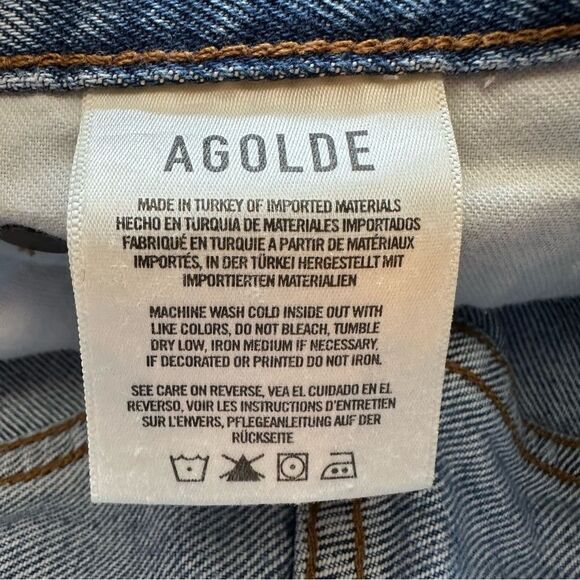 AGOLDE
MADE IN TURKEY OF IMPORTED MATERIALS
HECHO EN TURQUIA DE MATERIALES IMPORTADOS
FABRIQUÉ EN TURQUIE A PARTIR DE MATÉRIAUX
IMPORTÉS, IN DER TÜRKEI HERGESTELLT MIT
IMPORTIERTEN MATERIALIEN
MACHINE WASH COLD INSIDE OUT WITH
LIKE COLORS, DO NOT BLEACH, TUMBLE
DRY LOW, IRON MEDIUM IF NECESSARY,
IF DECORATED OR PRINTED DO NOT IRON.
SEE CARE ON REVERSE, VEA EL CUIDADO EN EL
REVERSO, VOIR LES INSTRUCTIONS D'ENTRETIEN
SUR L'ENVERS, PFLEGEANLEITUNG AUF DER
RÜCKSEITE